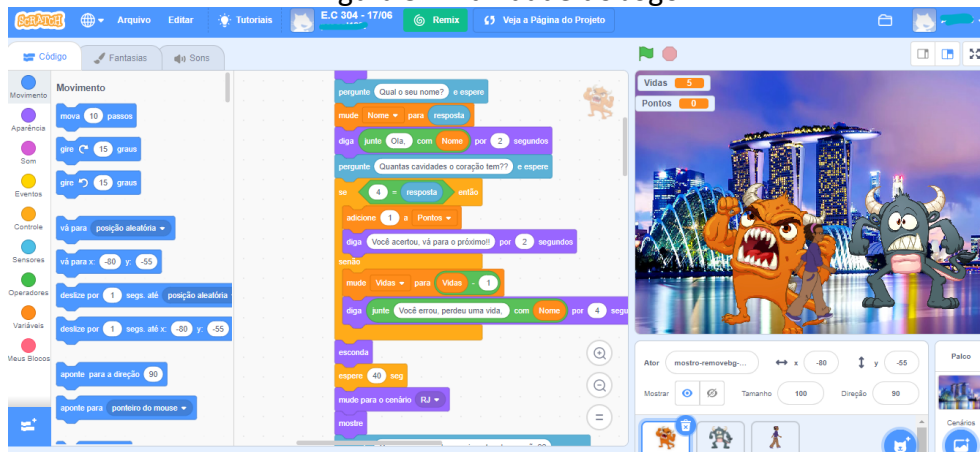 SCRATCH Arquivo Editar Tutoriais E.C 304 - 17/06 Remix Veja a Página do Projeto
Código Fantasias Sons
Movimento
Aparência
Som
Eventos
Controle
Sensores
Operadores
Variáveis
Meus Blocos
Movimento
mova 10 passos
gire 15 graus
gire 15 graus
vá para posição aleatória
vá para x: -80 y: -55
deslize por 1 segs. até posição aleatória
deslize por 1 segs. até x: -80 y: -55
aponte para a direção 90
aponte para ponteiro do mouse
pergunte Qual o seu nome? e espere
mude Nome para resposta
diga junte Ola, com Nome por 2 segundos
pergunte Quantas cavidades o coração tem?? e espere
se 4 = resposta então
adicione 1 a Pontos
diga Você acertou, vá para o próximo!! por 2 segundos
senão
mude Vidas para Vidas - 1
diga junte Você errou, perdeu uma vida, com Nome por 4 segu
esconda
espere 40 seg
mude para o cenário RJ
mostre
Vidas 5
Pontos 0
Ator mostro-removebg-... x -80 y -55
Mostrar Tamanho 100 Direção 90
Palco
Cenários